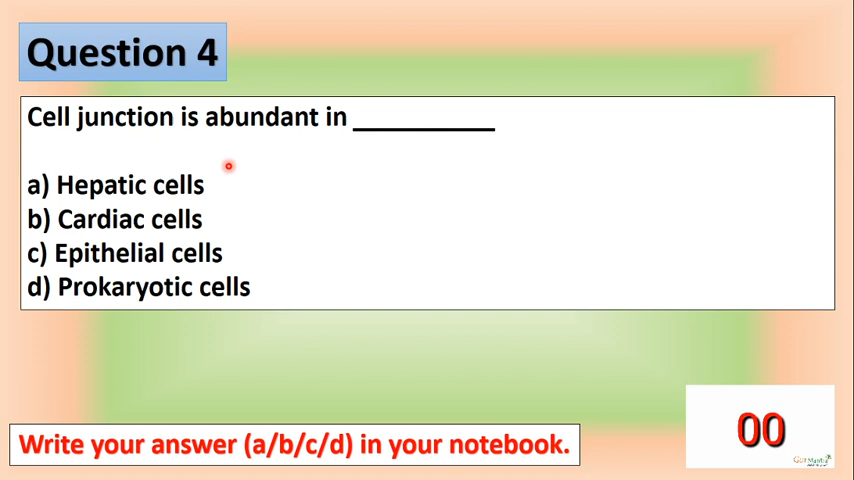 Question 4
Cell junction is abundant in __________
a) Hepatic cells
b) Cardiac cells
c) Epithelial cells
d) Prokaryotic cells
00
Write your answer (a/b/c/d) in your notebook.